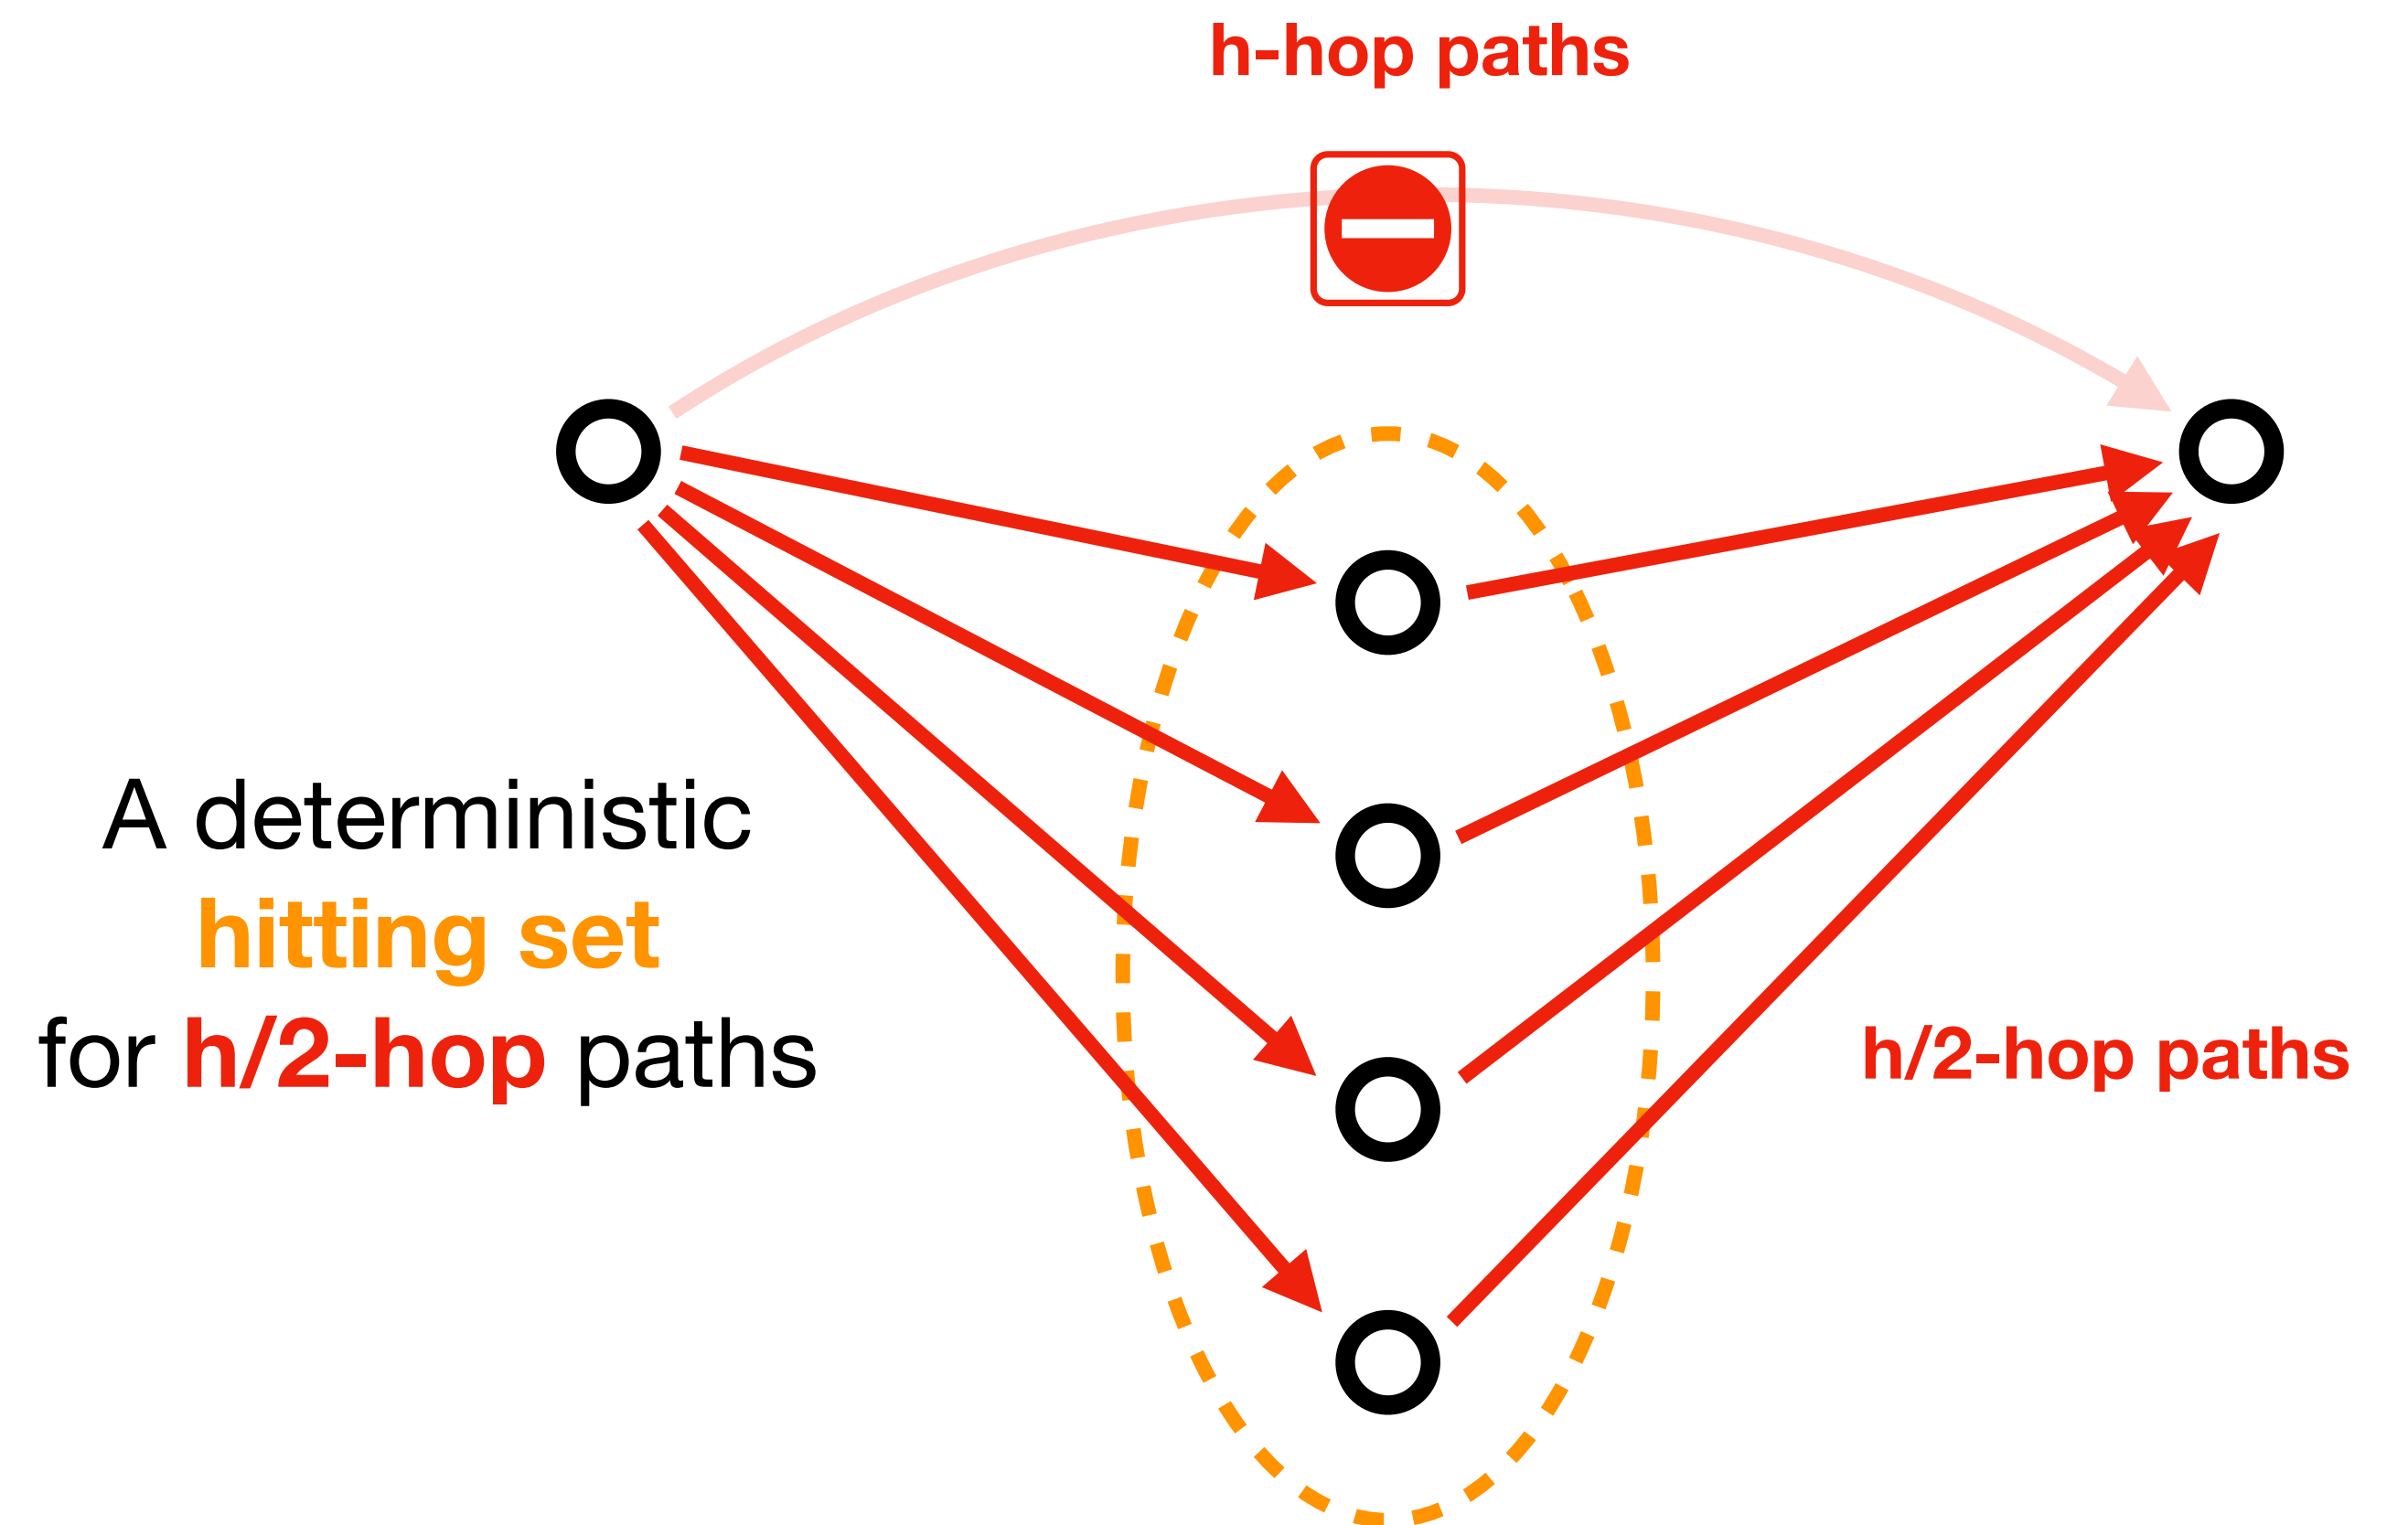 h-hop paths
A deterministic
hitting set
for h/2-hop paths
h/2-hop paths